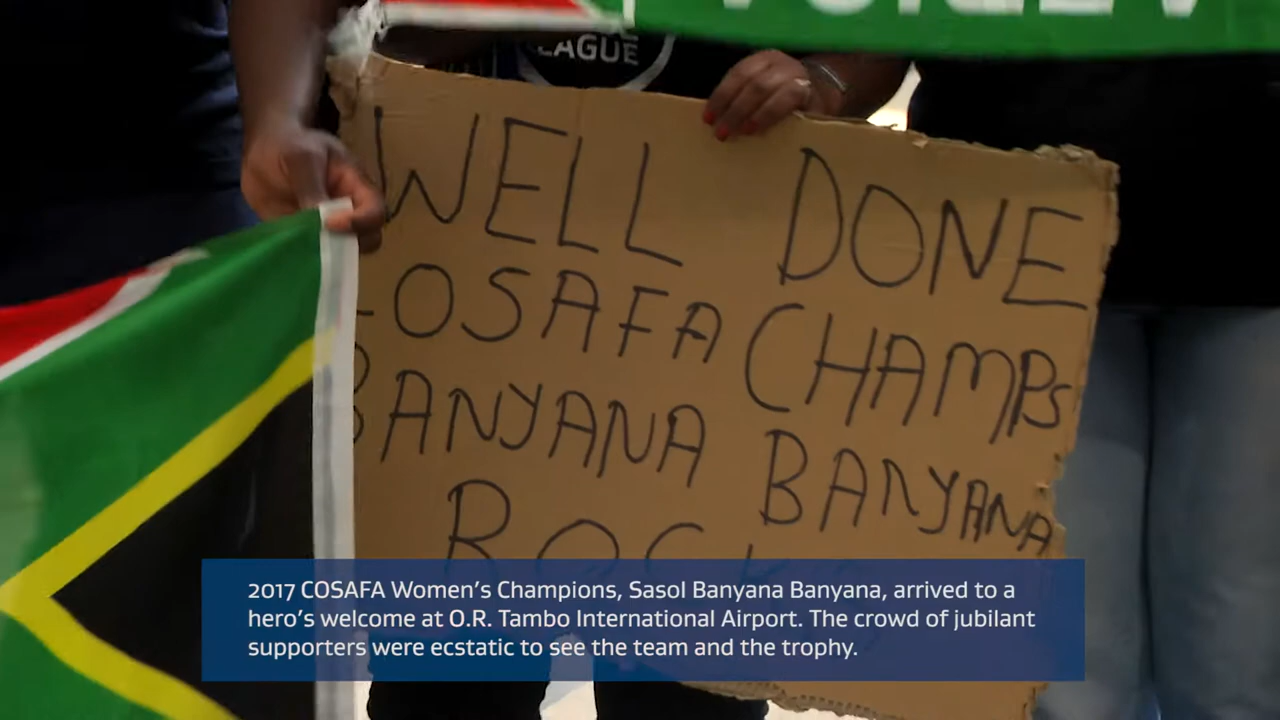 WELL DONE
COSAFA CHAMPS
BANYANA BANYANA
2017 COSAFA Women's Champions, Sasol Banyana Banyana, arrived to a
hero's welcome at O.R. Tambo International Airport. The crowd of jubilant
supporters were ecstatic to see the team and the trophy.